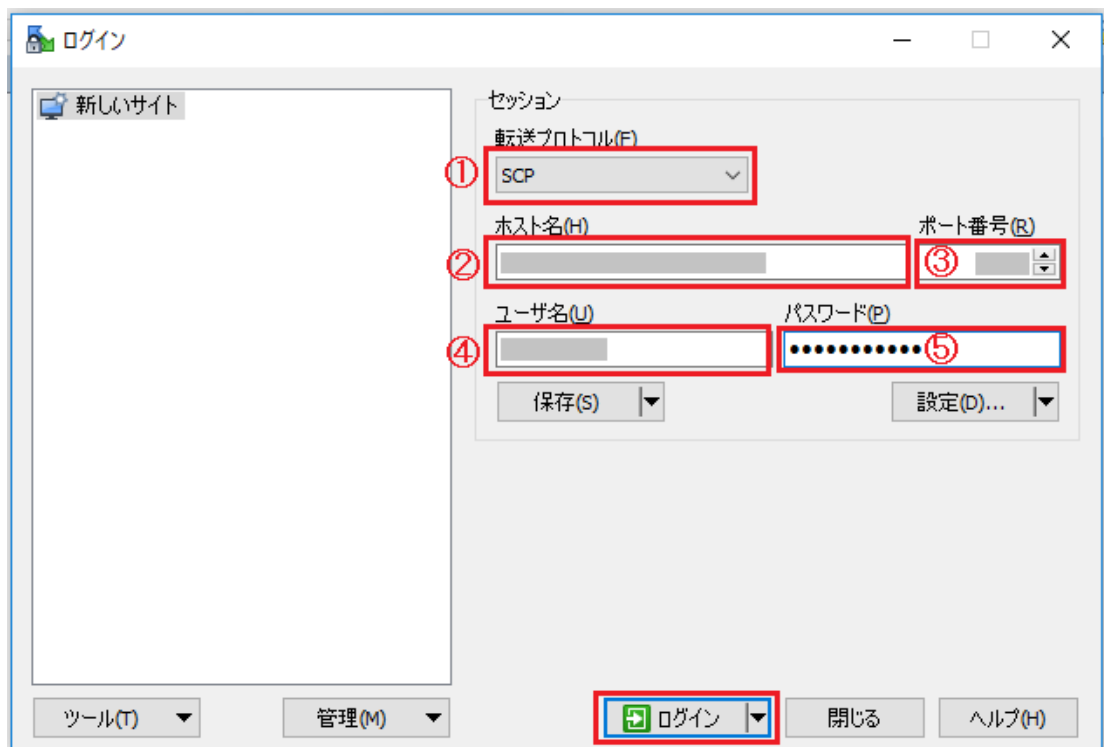 ログイン
新しいサイト
セッション
転送プロトコル(F)
① SCP
ホスト名(H) ポート番号(R)
② ③
ユーザ名(U) パスワード(P)
④ •••••••••••⑤
保存(S) 設定(D)...
ツール(T) 管理(M) ログイン 閉じる ヘルプ(H)